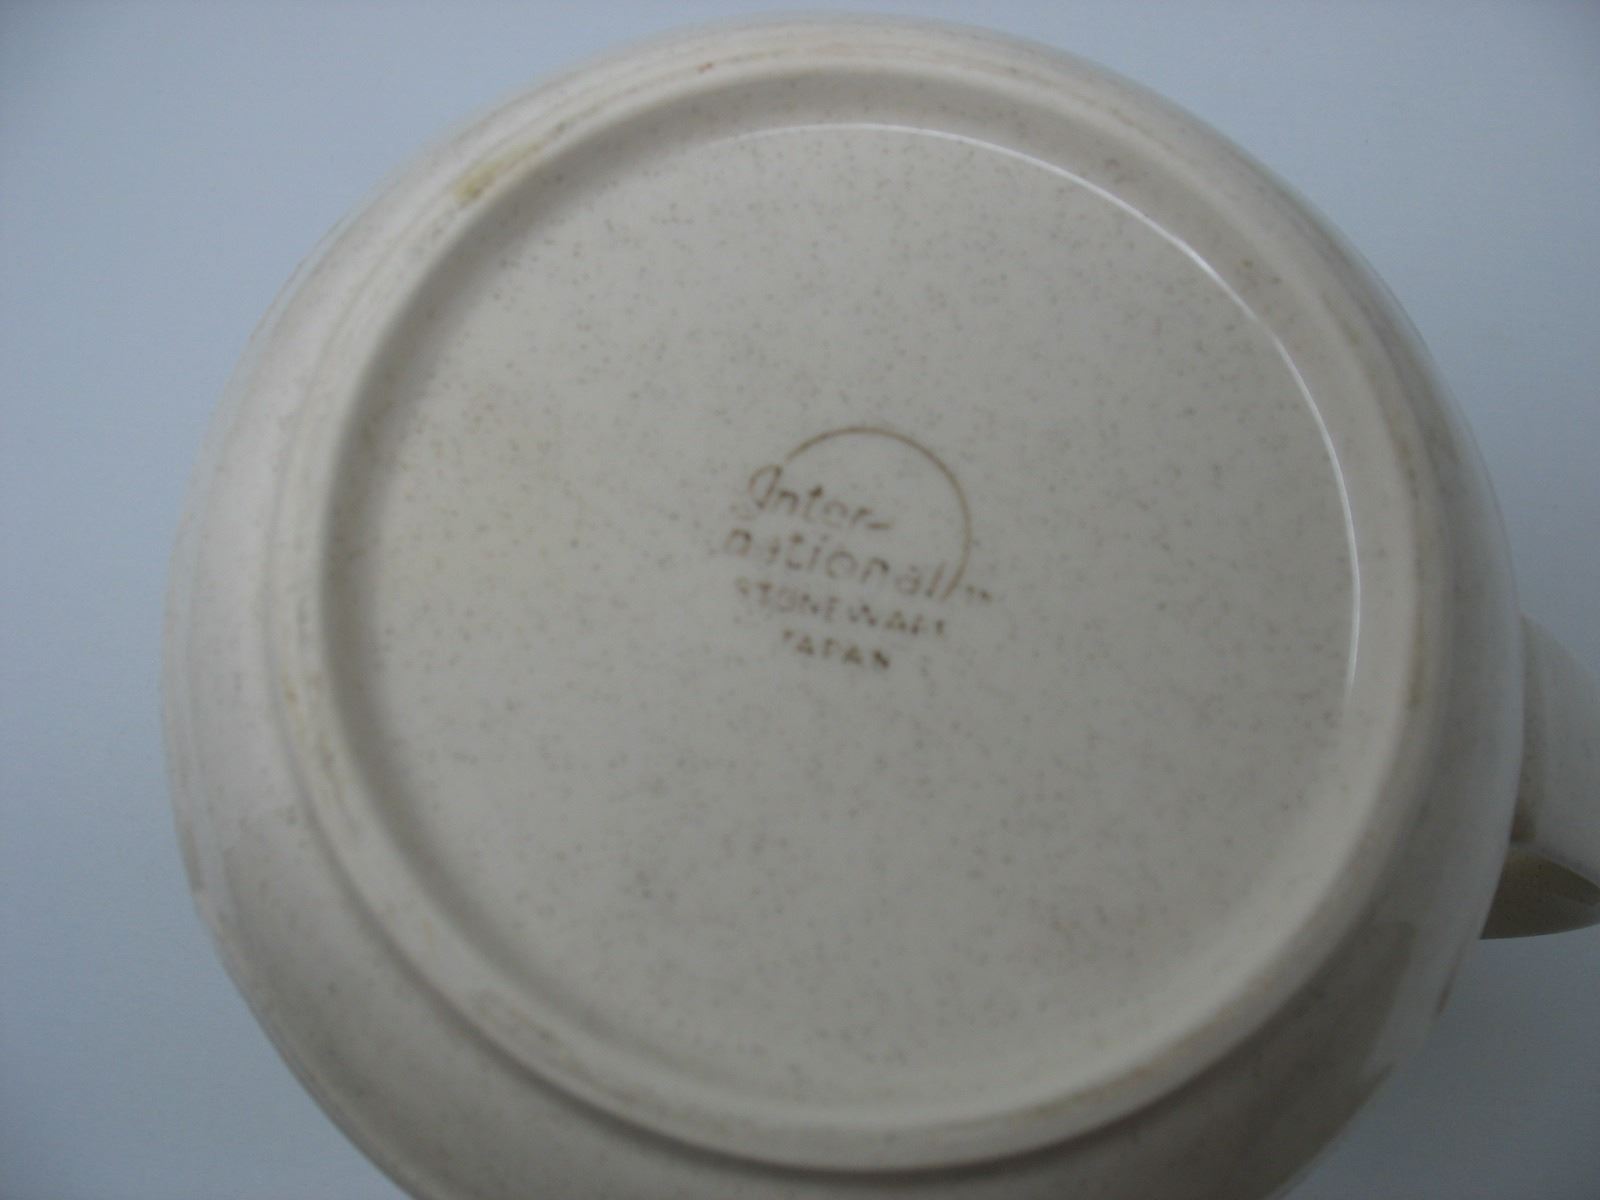 Inter-
national™
STONEWARE
JAPAN